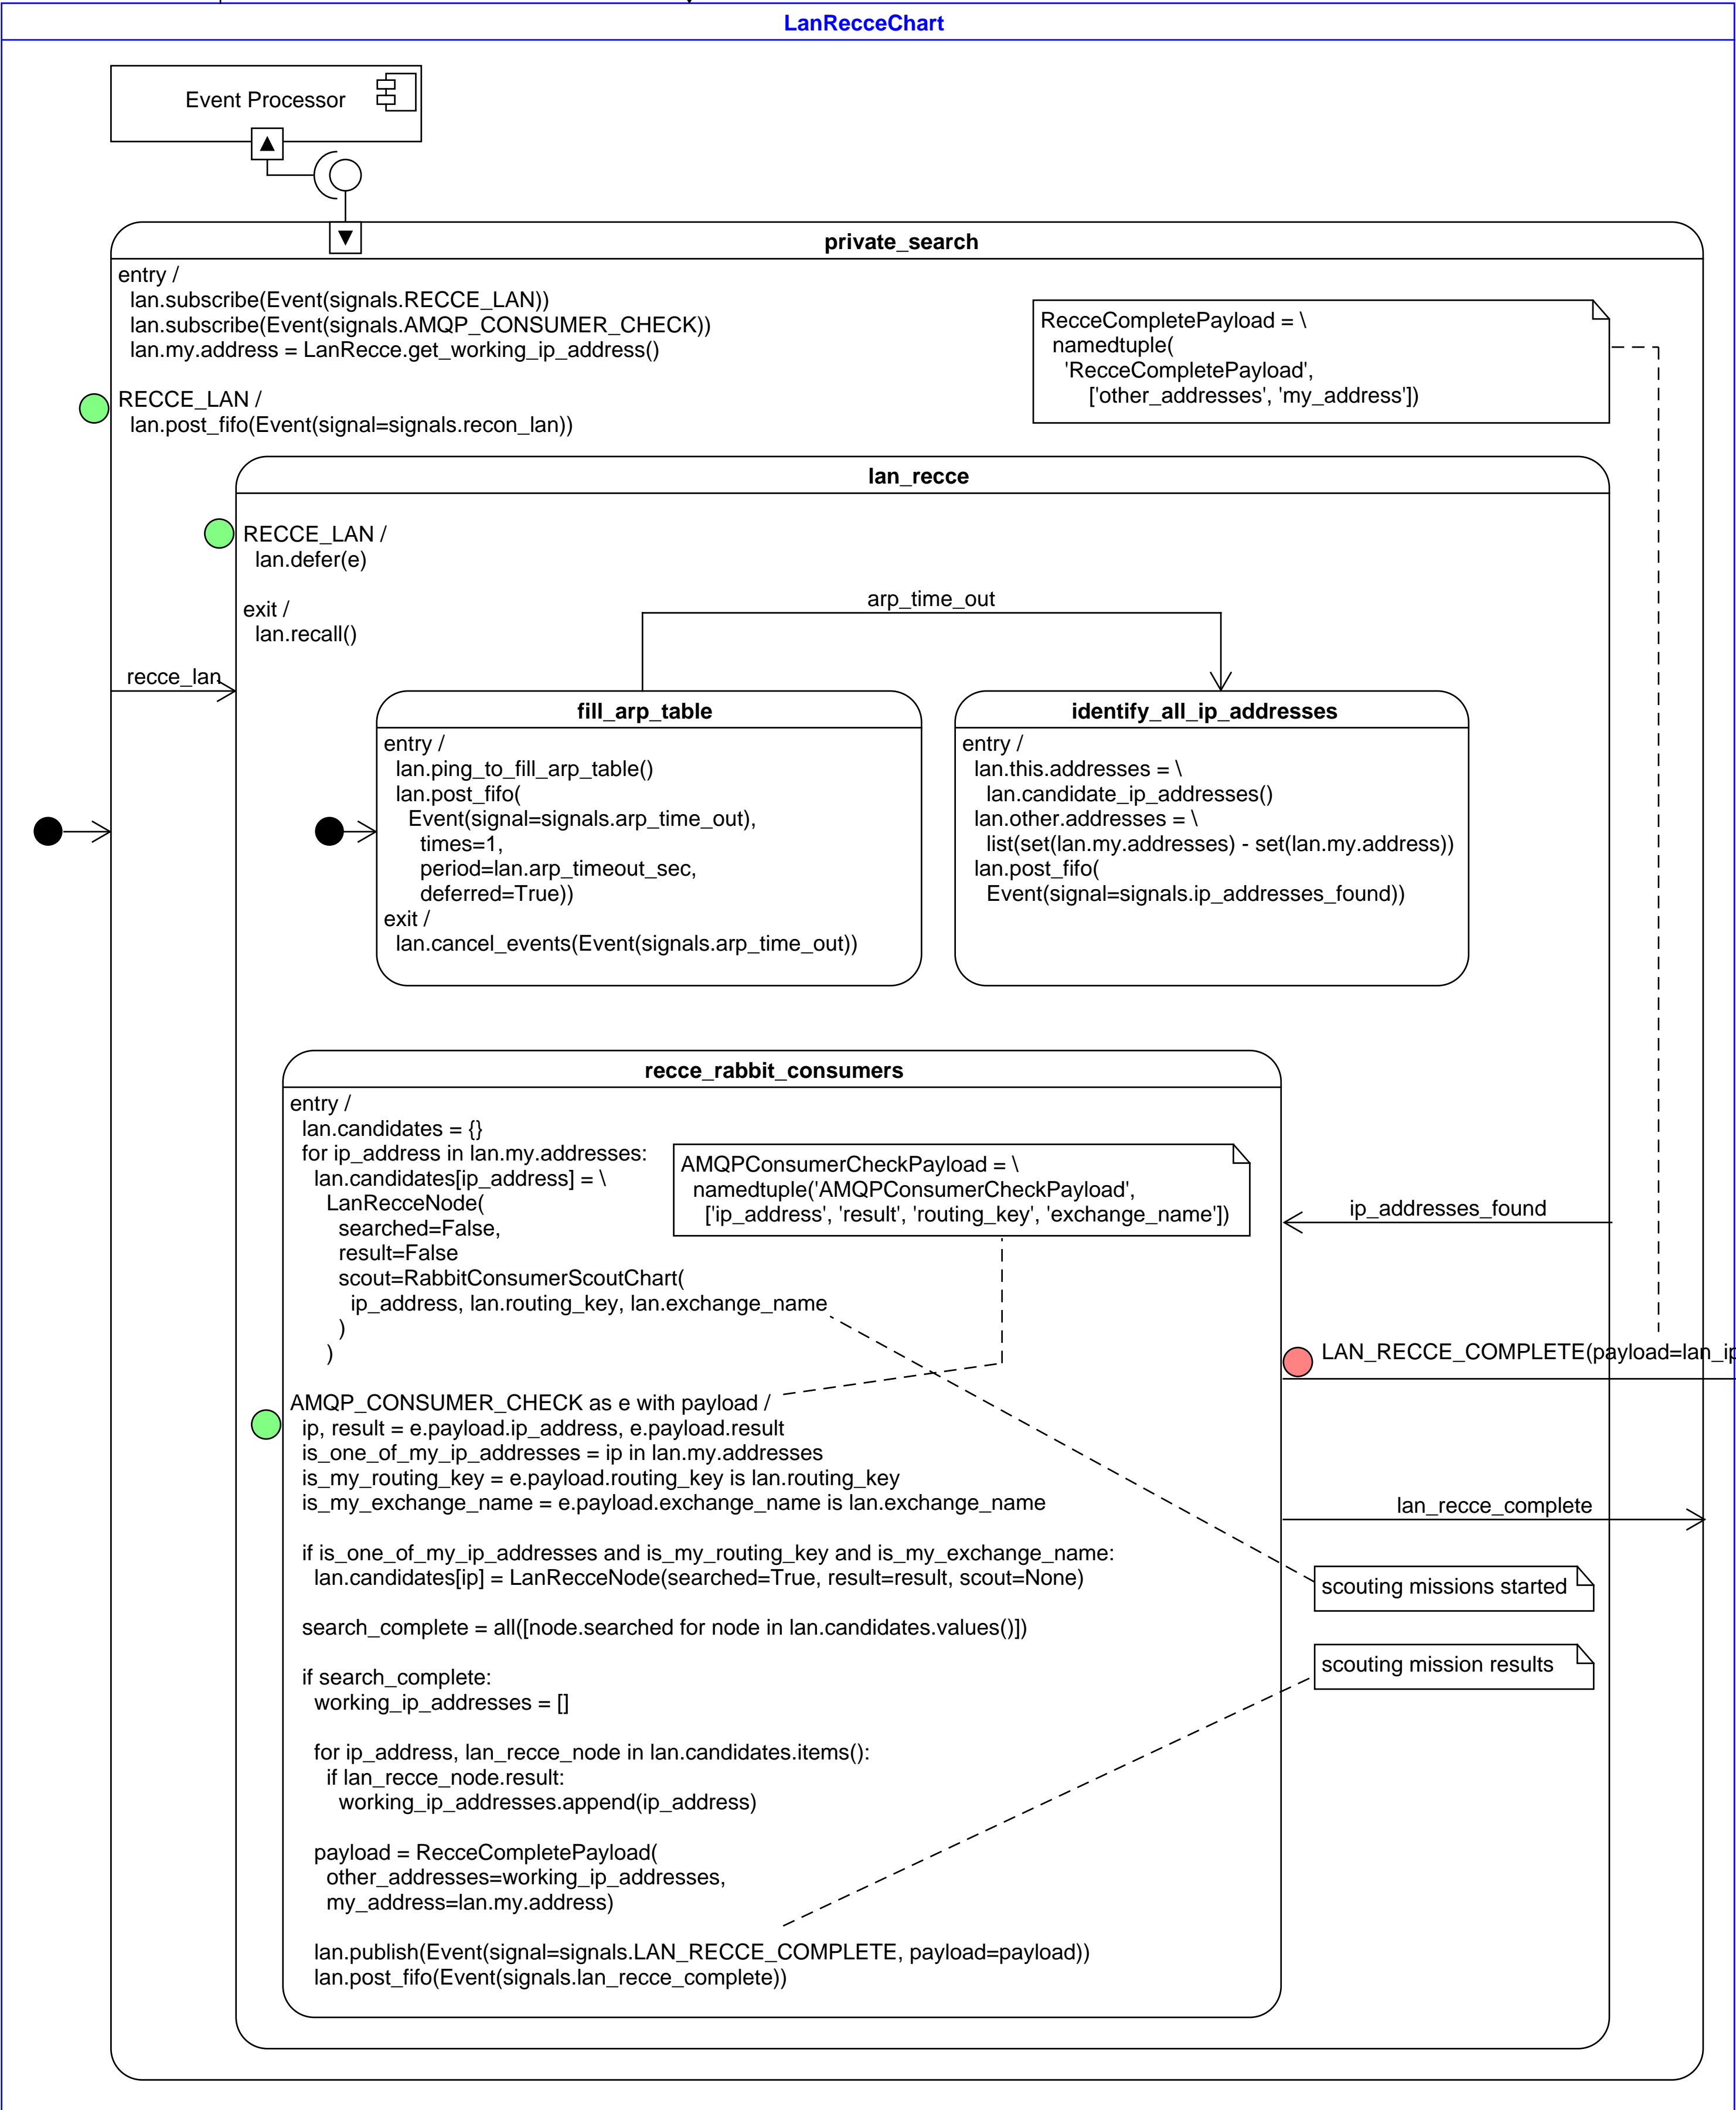 LanRecceChart
Event Processor
private_search
entry /
lan.subscribe(Event(signals.RECCE_LAN))
lan.subscribe(Event(signals.AMQP_CONSUMER_CHECK))
lan.my.address = LanRecce.get_working_ip_address()
RECCE_LAN /
lan.post_fifo(Event(signal=signals.recon_lan))
RecceCompletePayload = \
namedtuple(
'RecceCompletePayload',
['other_addresses', 'my_address'])
lan_recce
RECCE_LAN /
lan.defer(e)
exit /
lan.recall()
arp_time_out
recce_lan
fill_arp_table
entry /
lan.ping_to_fill_arp_table()
lan.post_fifo(
Event(signal=signals.arp_time_out),
times=1,
period=lan.arp_timeout_sec,
deferred=True))
exit /
lan.cancel_events(Event(signals.arp_time_out))
identify_all_ip_addresses
entry /
lan.this.addresses = \
lan.candidate_ip_addresses()
lan.other.addresses = \
list(set(lan.my.addresses) - set(lan.my.address))
lan.post_fifo(
Event(signal=signals.ip_addresses_found))
recce_rabbit_consumers
entry /
lan.candidates = {}
for ip_address in lan.my.addresses:
lan.candidates[ip_address] = \
LanRecceNode(
searched=False,
result=False
scout=RabbitConsumerScoutChart(
ip_address, lan.routing_key, lan.exchange_name
)
)
AMQPConsumerCheckPayload = \
namedtuple('AMQPConsumerCheckPayload',
['ip_address', 'result', 'routing_key', 'exchange_name'])
ip_addresses_found
LAN_RECCE_COMPLETE(payload=lan_ip
AMQP_CONSUMER_CHECK as e with payload /
ip, result = e.payload.ip_address, e.payload.result
is_one_of_my_ip_addresses = ip in lan.my.addresses
is_my_routing_key = e.payload.routing_key is lan.routing_key
is_my_exchange_name = e.payload.exchange_name is lan.exchange_name
lan_recce_complete
if is_one_of_my_ip_addresses and is_my_routing_key and is_my_exchange_name:
lan.candidates[ip] = LanRecceNode(searched=True, result=result, scout=None)
scouting missions started
search_complete = all([node.searched for node in lan.candidates.values()])
scouting mission results
if search_complete:
working_ip_addresses = []
for ip_address, lan_recce_node in lan.candidates.items():
if lan_recce_node.result:
working_ip_addresses.append(ip_address)
payload = RecceCompletePayload(
other_addresses=working_ip_addresses,
my_address=lan.my.address)
lan.publish(Event(signal=signals.LAN_RECCE_COMPLETE, payload=payload))
lan.post_fifo(Event(signals.lan_recce_complete))